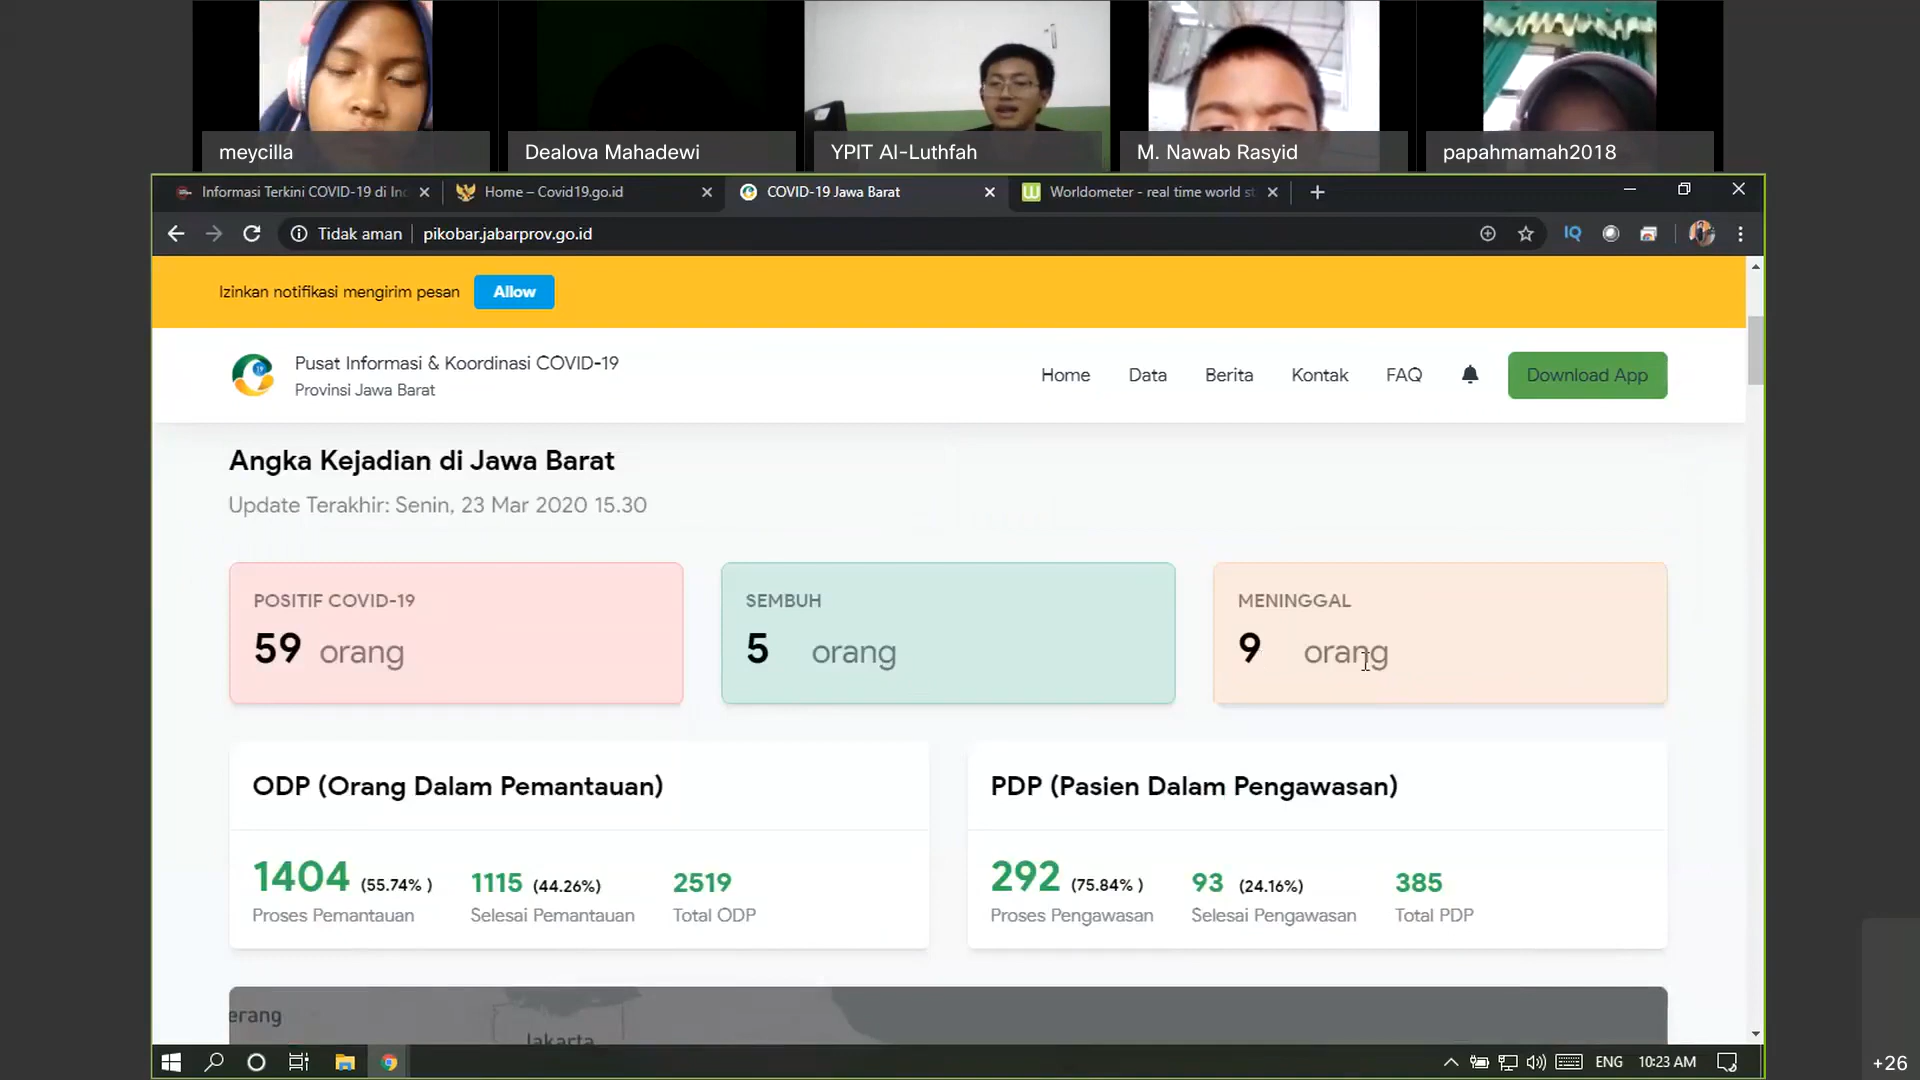 meycilla
Dealova Mahadewi
YPIT Al-Luthfah
M. Nawab Rasyid
papahmamah2018
Informasi Terkini COVID-19 di In
Home – Covid19.go.id
COVID-19 Jawa Barat
Worldometer - real time world st
Tidak aman
pikobar.jabarprov.go.id
IQ
Izinkan notifikasi mengirim pesan
Allow
19
Pusat Informasi & Koordinasi COVID-19
Provinsi Jawa Barat
Home
Data
Berita
Kontak
FAQ
Download App
Angka Kejadian di Jawa Barat
Update Terakhir: Senin, 23 Mar 2020 15.30
POSITIF COVID-19
59 orang
SEMBUH
5 orang
MENINGGAL
9 orang
ODP (Orang Dalam Pemantauan)
1404 (55.74% )
Proses Pemantauan
1115 (44.26%)
Selesai Pemantauan
2519
Total ODP
PDP (Pasien Dalam Pengawasan)
292 (75.84% )
Proses Pengawasan
93 (24.16%)
Selesai Pengawasan
385
Total PDP
erang
Jakarta
ENG
10:23 AM
+26